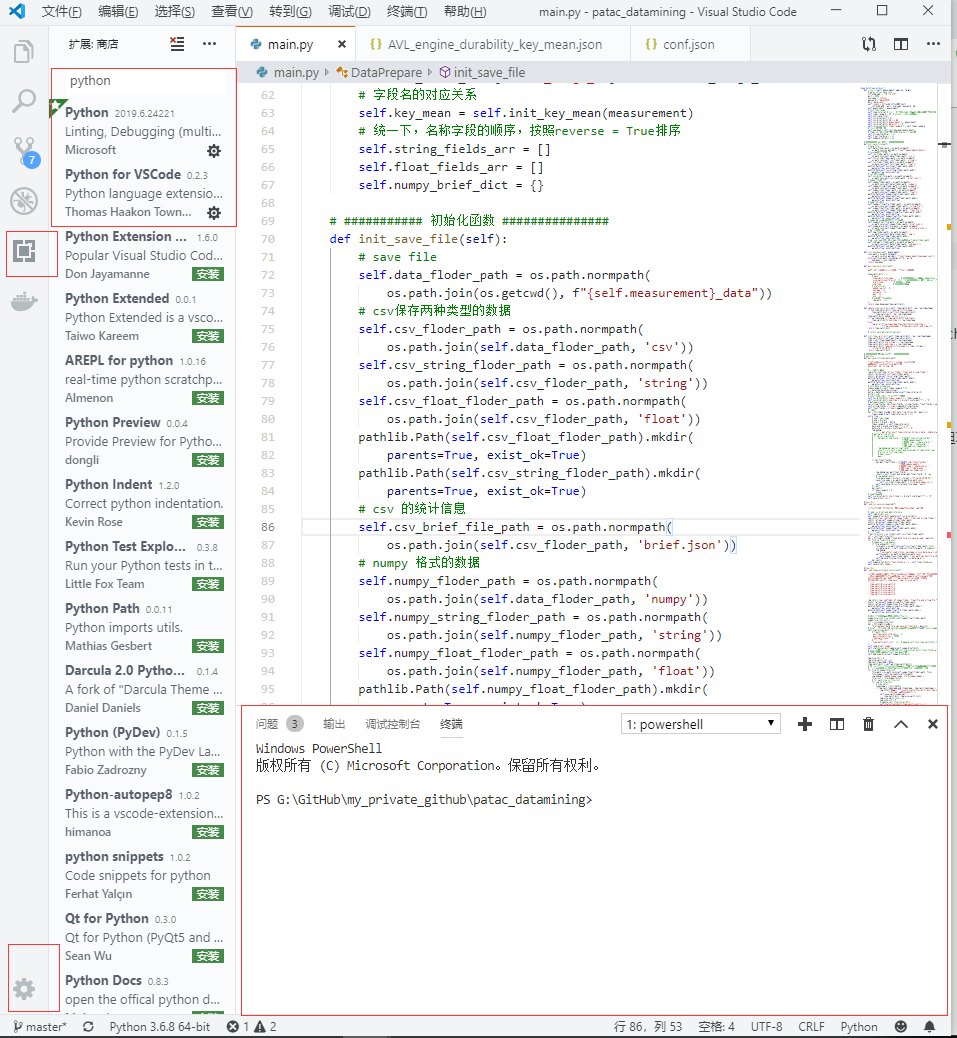 文件(F) 编辑(E) 选择(S) 查看(V) 转到(G) 调试(D) 终端(T) 帮助(H) main.py - patac_datamining - Visual Studio Code
扩展: 商店
main.py
AVL_engine_durability_key_mean.json
conf.json
main.py
DataPrepare
init_save_file
7
python
Python 2019.6.24221
Linting, Debugging (multi...
Microsoft
Python for VSCode 0.2.3
Python language extensio...
Thomas Haakon Town...
Python Extension ... 1.6.0
Popular Visual Studio Cod...
Don Jayamanne 安装
Python Extended 0.0.1
Python Extended is a vsco...
Taiwo Kareem 安装
AREPL for python 1.0.16
real-time python scratchp...
Almenon 安装
Python Preview 0.0.4
Provide Preview for Pytho...
dongli 安装
Python Indent 1.2.0
Correct python indentation.
Kevin Rose 安装
Python Test Explo... 0.3.8
Run your Python tests in t...
Little Fox Team 安装
Python Path 0.0.11
Python imports utils.
Mathias Gesbert 安装
Darcula 2.0 Pytho... 0.1.4
A fork of "Darcula Theme ...
Daniel Daniels 安装
Python (PyDev) 0.1.5
Python with the PyDev La...
Fabio Zadrozny 安装
Python-autopep8 1.0.2
This is a vscode-extension...
himanoa 安装
python snippets 1.0.2
Code snippets for python
Ferhat Yalçın 安装
Qt for Python 0.3.0
Qt for Python (PyQt5 and ...
Sean Wu 安装
Python Docs 0.8.3
open the offical python d...
62 # 字段名的对应关系
63 self.key_mean = self.init_key_mean(measurement)
64 # 统一下，名称字段的顺序，按照reverse = True排序
65 self.string_fields_arr = []
66 self.float_fields_arr = []
67 self.numpy_brief_dict = {}
68
69 # ########### 初始化函数 ###############
70 def init_save_file(self):
71 # save file
72 self.data_floder_path = os.path.normpath(
73 os.path.join(os.getcwd(), f"{self.measurement}_data"))
74 # csv保存两种类型的数据
75 self.csv_floder_path = os.path.normpath(
76 os.path.join(self.data_floder_path, 'csv'))
77 self.csv_string_floder_path = os.path.normpath(
78 os.path.join(self.csv_floder_path, 'string'))
79 self.csv_float_floder_path = os.path.normpath(
80 os.path.join(self.csv_floder_path, 'float'))
81 pathlib.Path(self.csv_float_floder_path).mkdir(
82 parents=True, exist_ok=True)
83 pathlib.Path(self.csv_string_floder_path).mkdir(
84 parents=True, exist_ok=True)
85 # csv 的统计信息
86 self.csv_brief_file_path = os.path.normpath(
87 os.path.join(self.csv_floder_path, 'brief.json'))
88 # numpy 格式的数据
89 self.numpy_floder_path = os.path.normpath(
90 os.path.join(self.data_floder_path, 'numpy'))
91 self.numpy_string_floder_path = os.path.normpath(
92 os.path.join(self.numpy_floder_path, 'string'))
93 self.numpy_float_floder_path = os.path.normpath(
94 os.path.join(self.numpy_floder_path, 'float'))
95 pathlib.Path(self.numpy_float_floder_path).mkdir(
问题 3 输出 调试控制台 终端 1: powershell
Windows PowerShell
版权所有 (C) Microsoft Corporation。保留所有权利。
PS G:\GitHub\my_private_github\patac_datamining>
master* Python 3.6.8 64-bit 1 2 行 86，列 53 空格: 4 UTF-8 CRLF Python